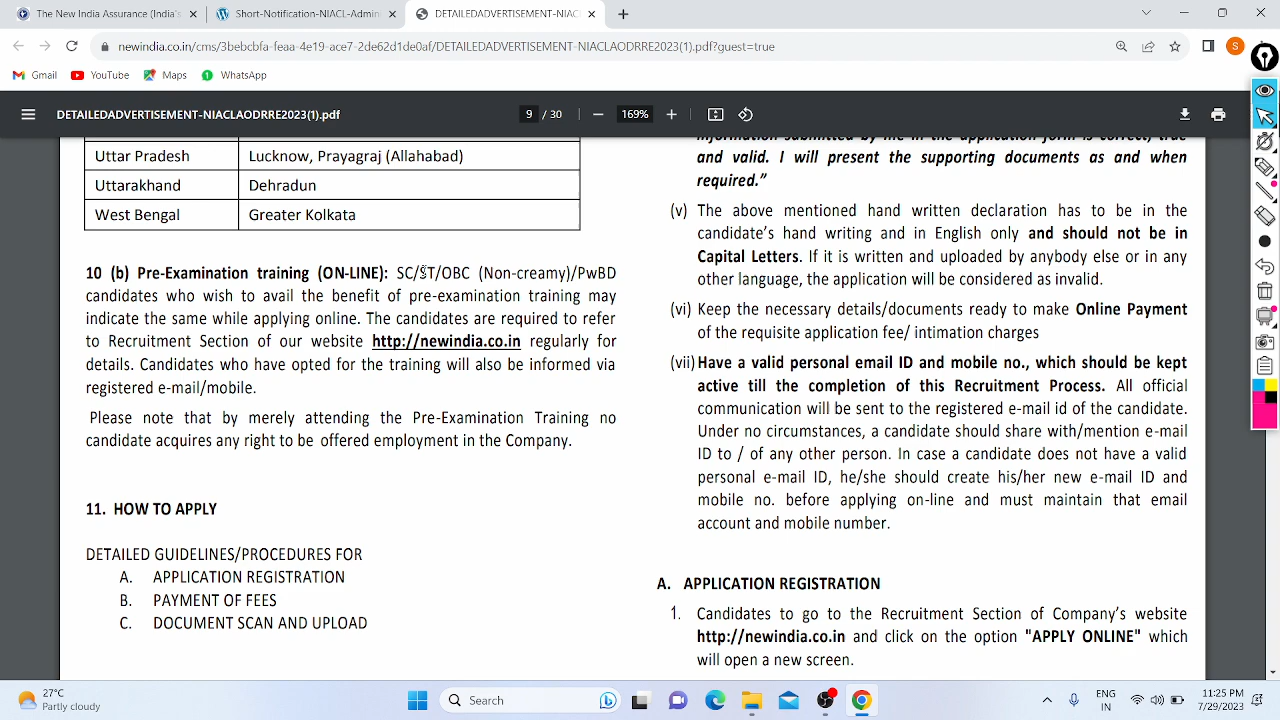 The New India Assurance (India's
Short-Notification-NIACL-Admin
DETAILEDADVERTISEMENT-NIACL
newindia.co.in/cms/3bebcbfa-feaa-4e19-ace7-2de62d1de0af/DETAILEDADVERTISEMENT-NIACLAODRRE2023(1).pdf?guest=true
S
Gmail YouTube Maps WhatsApp
DETAILEDADVERTISEMENT-NIACLAODRRE2023(1).pdf
9 / 30
169%
Uttar Pradesh Lucknow, Prayagraj (Allahabad)
Uttarakhand Dehradun
West Bengal Greater Kolkata
10 (b) Pre-Examination training (ON-LINE): SC/ST/OBC (Non-creamy)/PwBD
candidates who wish to avail the benefit of pre-examination training may
indicate the same while applying online. The candidates are required to refer
to Recruitment Section of our website http://newindia.co.in regularly for
details. Candidates who have opted for the training will also be informed via
registered e-mail/mobile.
Please note that by merely attending the Pre-Examination Training no
candidate acquires any right to be offered employment in the Company.
11. HOW TO APPLY
DETAILED GUIDELINES/PROCEDURES FOR
A. APPLICATION REGISTRATION
B. PAYMENT OF FEES
C. DOCUMENT SCAN AND UPLOAD
information submitted by me in the application form is correct, true
and valid. I will present the supporting documents as and when
required.”
(v) The above mentioned hand written declaration has to be in the
candidate’s hand writing and in English only and should not be in
Capital Letters. If it is written and uploaded by anybody else or in any
other language, the application will be considered as invalid.
(vi) Keep the necessary details/documents ready to make Online Payment
of the requisite application fee/ intimation charges
(vii) Have a valid personal email ID and mobile no., which should be kept
active till the completion of this Recruitment Process. All official
communication will be sent to the registered e-mail id of the candidate.
Under no circumstances, a candidate should share with/mention e-mail
ID to / of any other person. In case a candidate does not have a valid
personal e-mail ID, he/she should create his/her new e-mail ID and
mobile no. before applying on-line and must maintain that email
account and mobile number.
A. APPLICATION REGISTRATION
1. Candidates to go to the Recruitment Section of Company’s website
http://newindia.co.in and click on the option "APPLY ONLINE" which
will open a new screen.
27°C
Partly cloudy
Search
ENG
IN
11:25 PM
7/29/2023